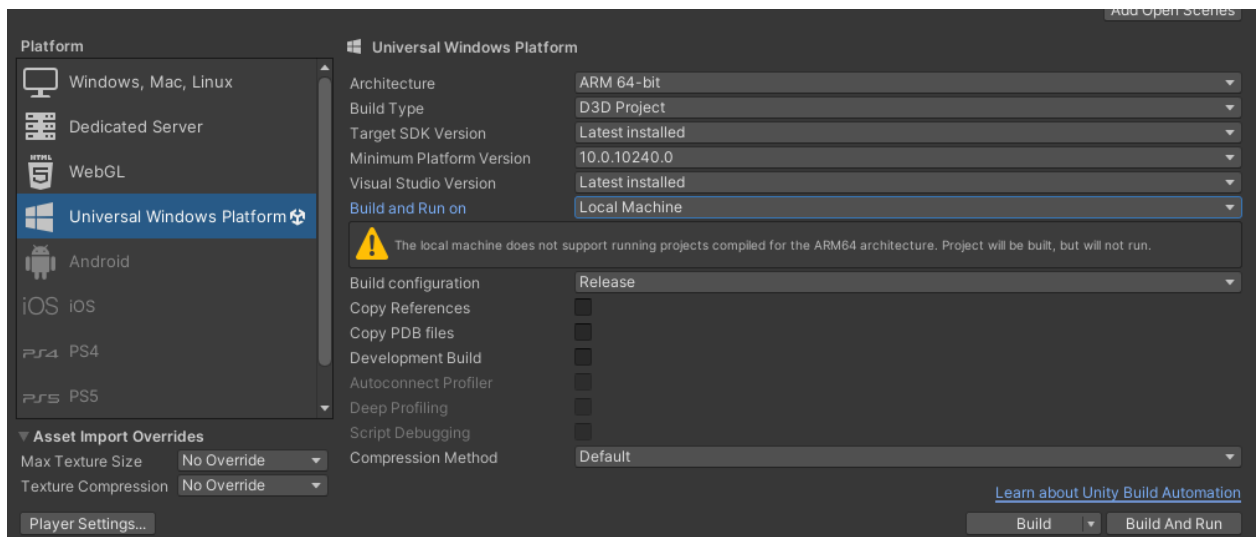 Add Open Scenes
Platform
Windows, Mac, Linux
Dedicated Server
HTML
5
WebGL
Universal Windows Platform
Android
iOS iOS
PS4 PS4
PS5 PS5
Asset Import Overrides
Max Texture Size No Override
Texture Compression No Override
Player Settings...
Universal Windows Platform
Architecture ARM 64-bit
Build Type D3D Project
Target SDK Version Latest installed
Minimum Platform Version 10.0.10240.0
Visual Studio Version Latest installed
Build and Run on Local Machine
The local machine does not support running projects compiled for the ARM64 architecture. Project will be built, but will not run.
Build configuration Release
Copy References
Copy PDB files
Development Build
Autoconnect Profiler
Deep Profiling
Script Debugging
Compression Method Default
Learn about Unity Build Automation
Build Build And Run